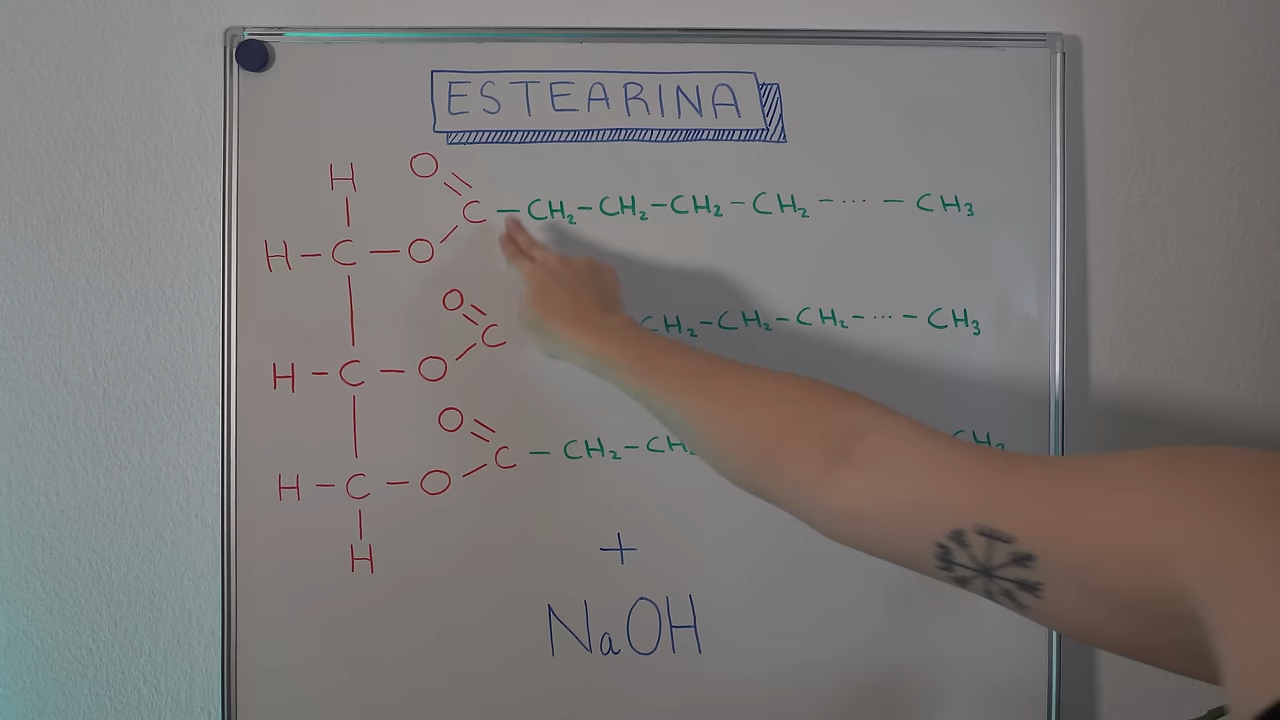 ESTEARINA
H O
C – CH₂ – CH₂ – CH₂ – CH₂ – ··· – CH₃
H – C – O
O
C CH₂ – CH₂ – CH₂ – ··· – CH₃
H – C – O
O
C – CH₂ – CH₂
H – C – O
H
+
NaOH